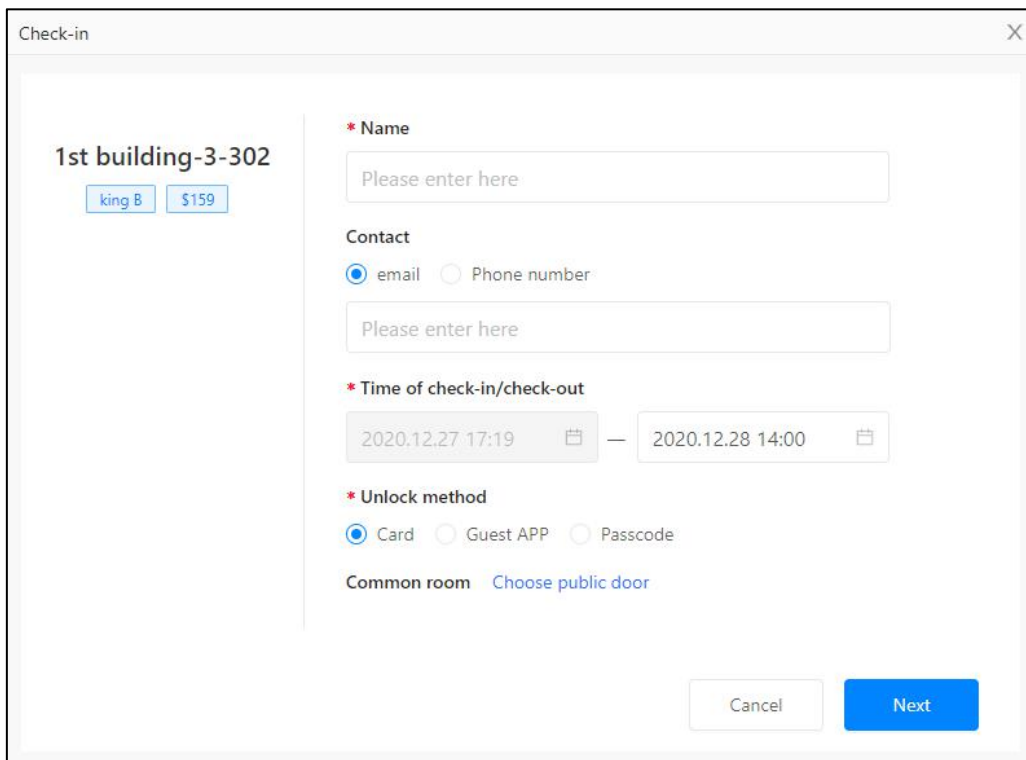 Check-in
X
1st building-3-302
king B $159
* Name
Please enter here
Contact
email Phone number
Please enter here
* Time of check-in/check-out
2020.12.27 17:19 — 2020.12.28 14:00
* Unlock method
Card Guest APP Passcode
Common room Choose public door
Cancel Next